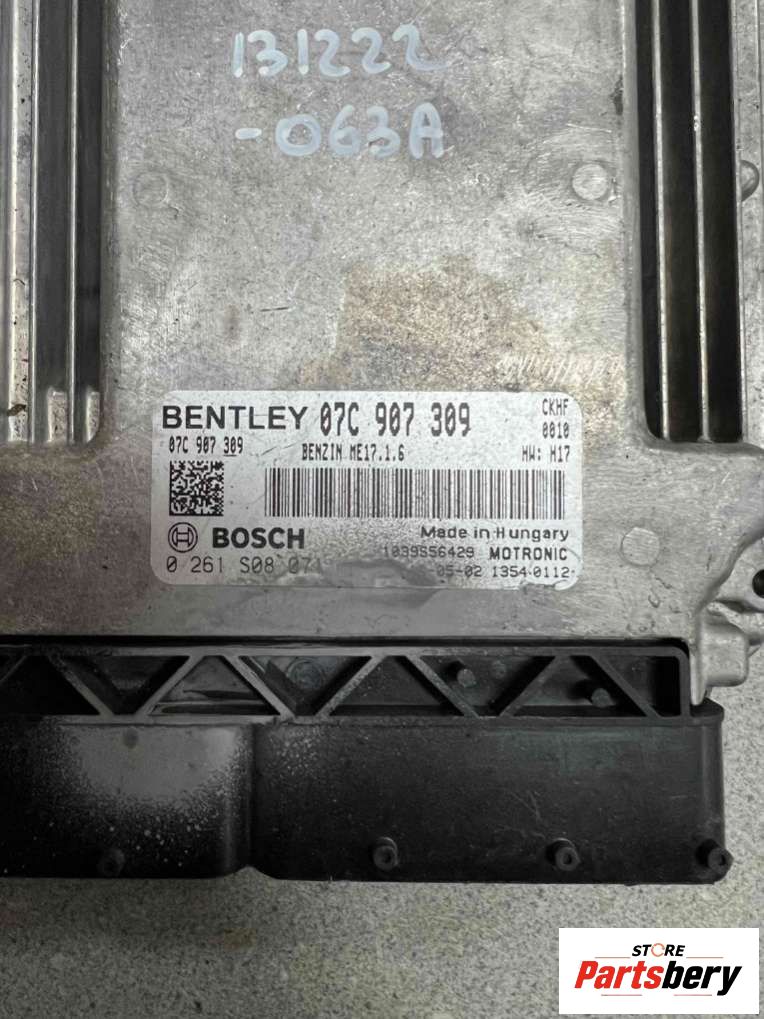 131222
-063A
BENTLEY 07C 907 309
CKHF
07C 907 309
BENZIN ME17.1.6
0010
HW: H17
BOSCH
Made in Hungary
1039S56429 MOTRONIC
0 261 S08
05-02 1354 0112
STORE
Partsbery